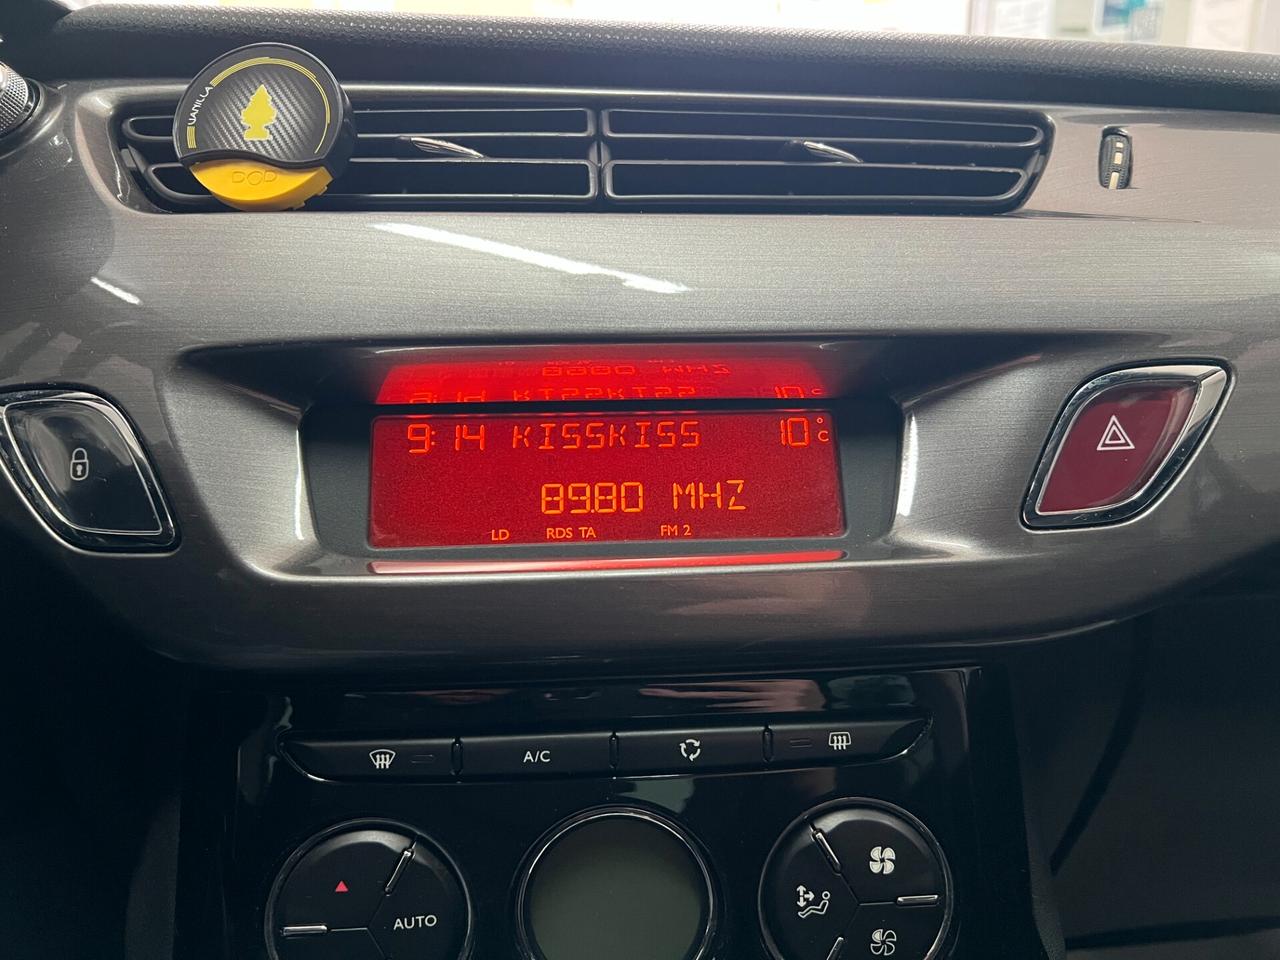 VANILLA
9:14 KISSKISS 10°C
89.80 MHZ
LD RDS TA FM 2
A/C
AUTO